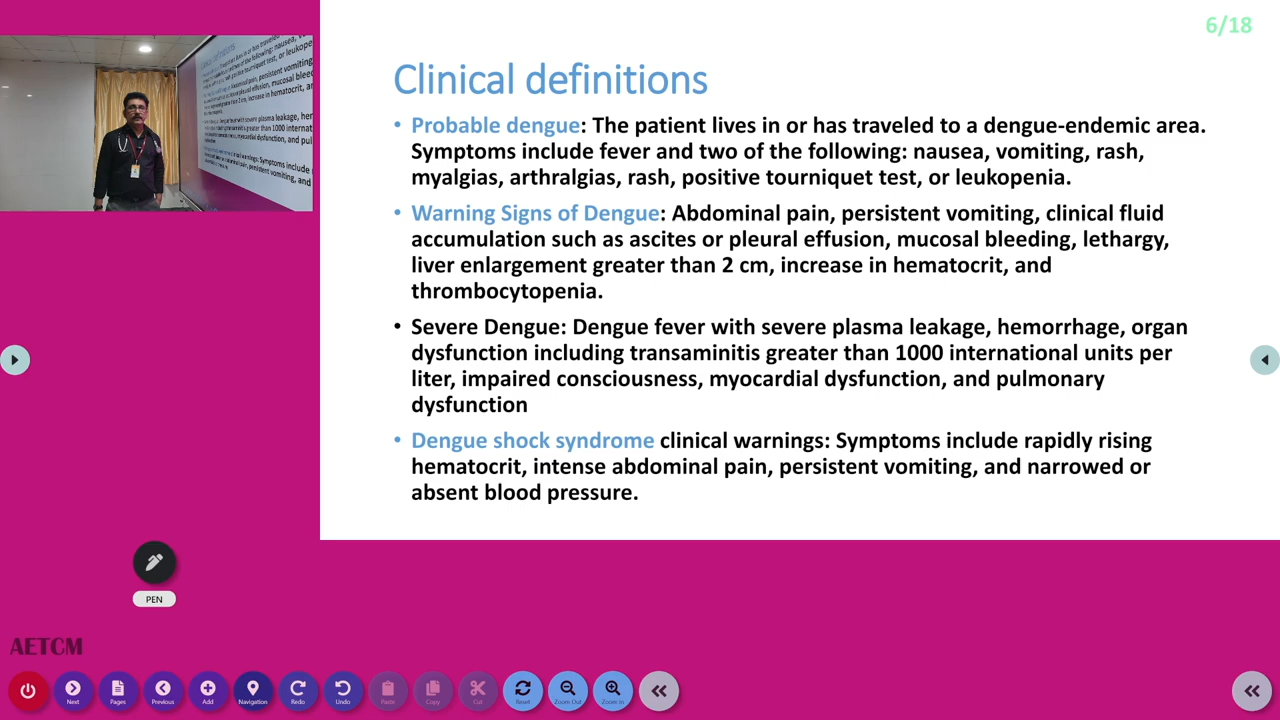 6/18
Clinical definitions
• Probable dengue: The patient lives in or has traveled to a dengue-endemic area.
Symptoms include fever and two of the following: nausea, vomiting, rash,
myalgias, arthralgias, rash, positive tourniquet test, or leukopenia.
• Warning Signs of Dengue: Abdominal pain, persistent vomiting, clinical fluid
accumulation such as ascites or pleural effusion, mucosal bleeding, lethargy,
liver enlargement greater than 2 cm, increase in hematocrit, and
thrombocytopenia.
• Severe Dengue: Dengue fever with severe plasma leakage, hemorrhage, organ
dysfunction including transaminitis greater than 1000 international units per
liter, impaired consciousness, myocardial dysfunction, and pulmonary
dysfunction
• Dengue shock syndrome clinical warnings: Symptoms include rapidly rising
hematocrit, intense abdominal pain, persistent vomiting, and narrowed or
absent blood pressure.
PEN
AETCM
Next Pages Previous Add Navigation Redo Undo Paste Copy Cut Reset Zoom Out Zoom In